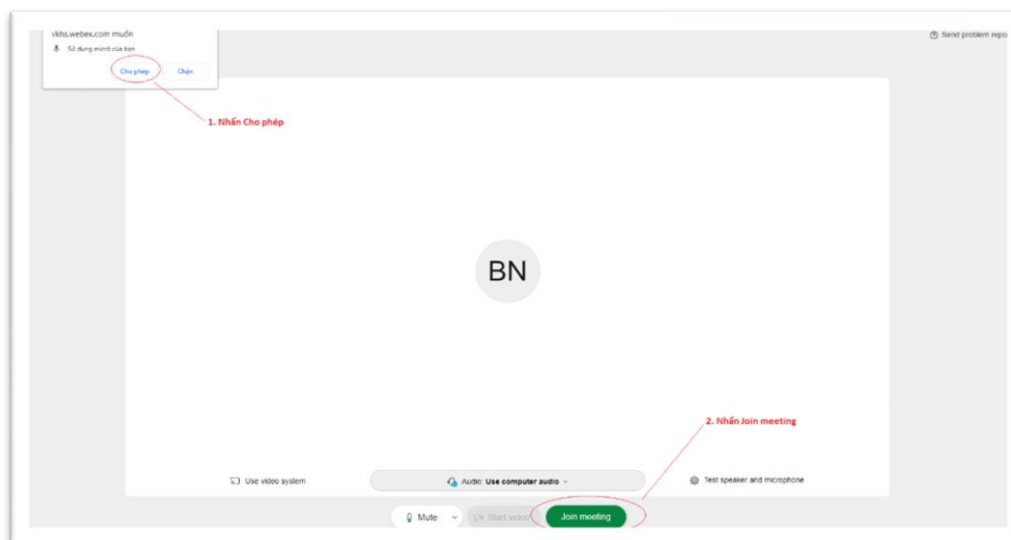 vkhs.webex.com muốn
Sử dụng micrô của bạn
Cho phép Chặn
Send problem repo
1. Nhấn Cho phép
BN
2. Nhấn Join meeting
Use video system
Audio: Use computer audio
Test speaker and microphone
Mute
Start video
Join meeting